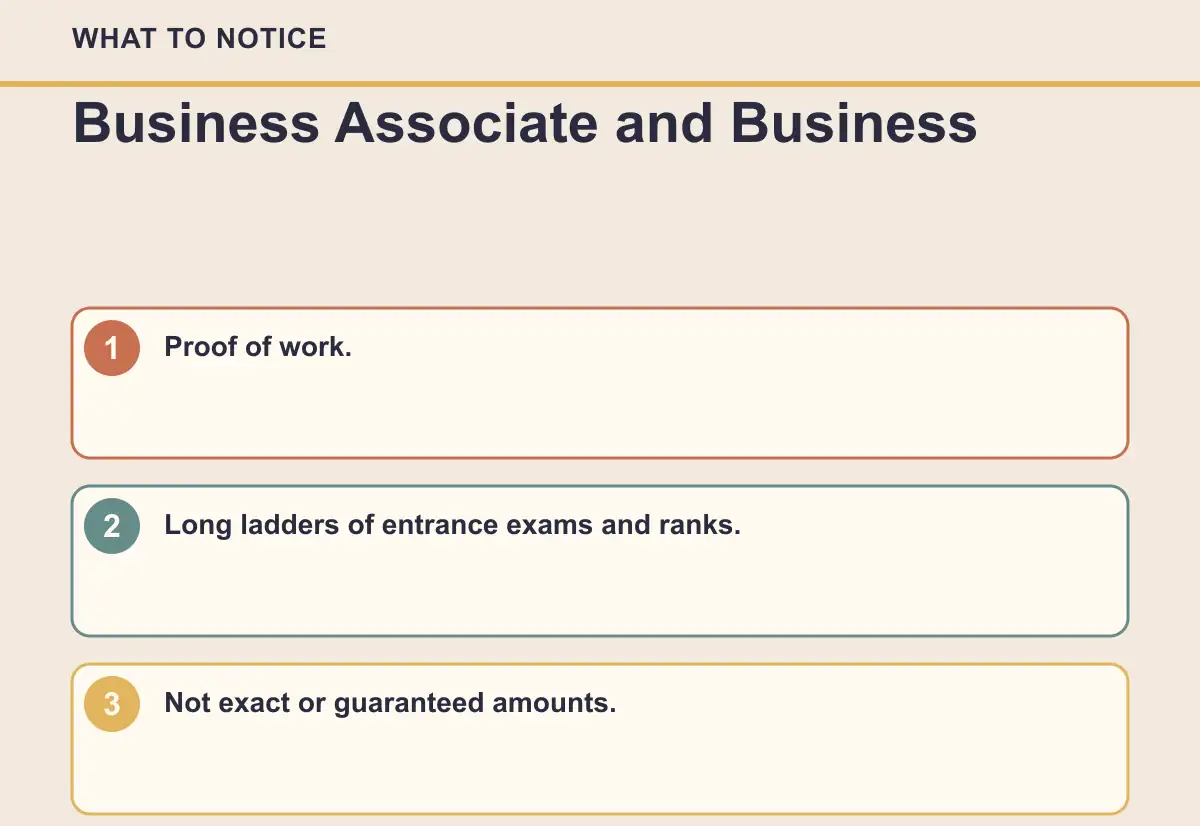 WHAT TO NOTICE
Business Associate and Business
1 Proof of work.
2 Long ladders of entrance exams and ranks.
3 Not exact or guaranteed amounts.